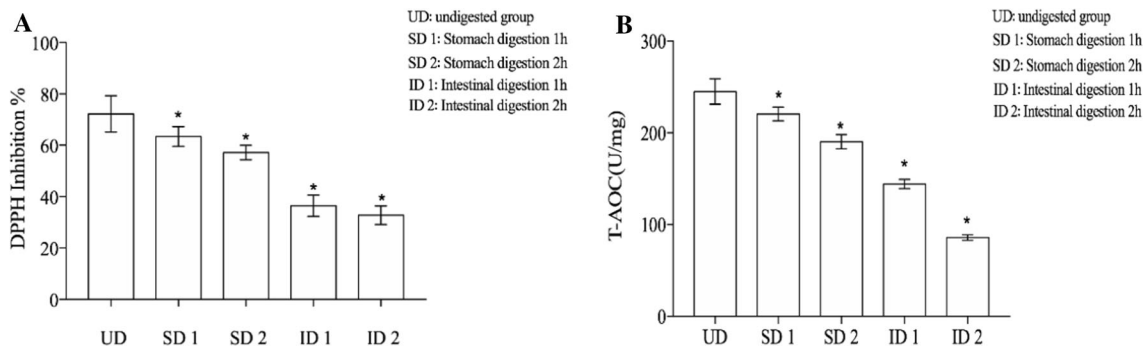 A
UD: undigested group
SD 1: Stomach digestion 1h
SD 2: Stomach digestion 2h
ID 1: Intestinal digestion 1h
ID 2: Intestinal digestion 2h
DPPH Inhibition %
100
80
60
40
20
0
*
*
*
*
UD SD 1 SD 2 ID 1 ID 2
B
UD: undigested group
SD 1: Stomach digestion 1h
SD 2: Stomach digestion 2h
ID 1: Intestinal digestion 1h
ID 2: Intestinal digestion 2h
T-AOC(U/mg)
300
200
100
0
*
*
*
*
UD SD 1 SD 2 ID 1 ID 2